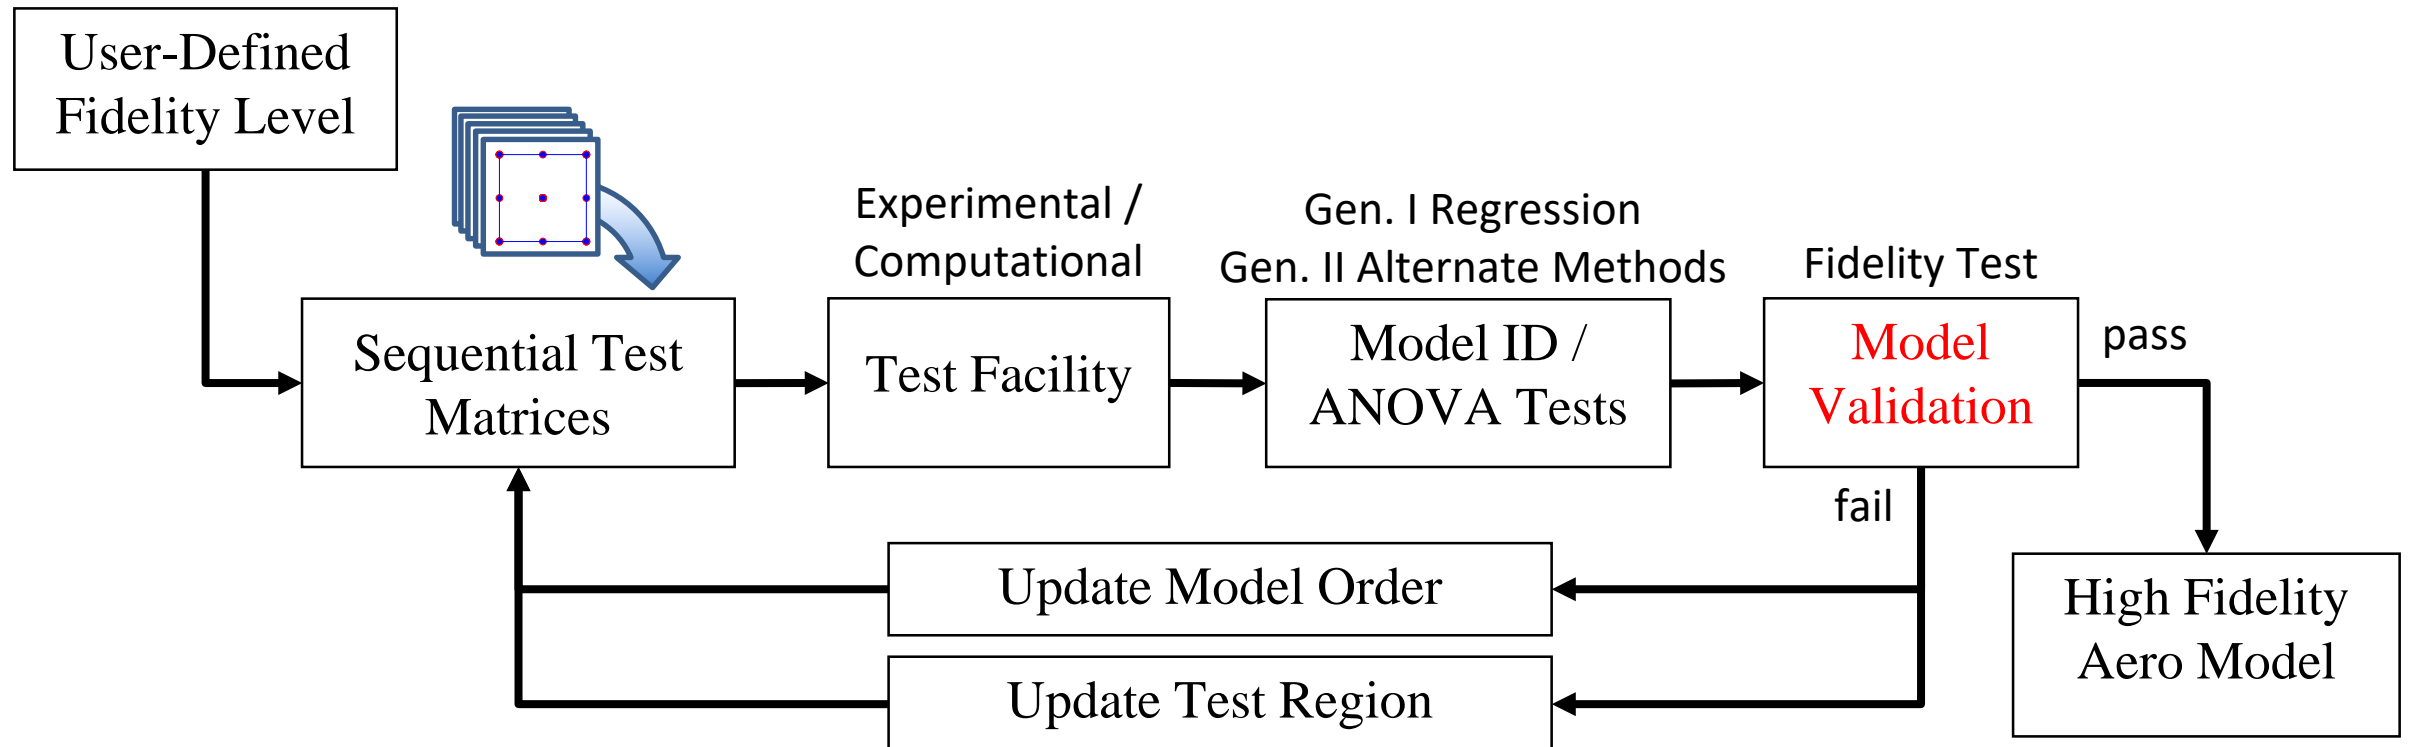 User-Defined
Fidelity Level
Experimental /
Computational
Gen. I Regression
Gen. II Alternate Methods
Fidelity Test
Sequential Test
Matrices
Test Facility
Model ID /
ANOVA Tests
Model
Validation
pass
fail
Update Model Order
Update Test Region
High Fidelity
Aero Model